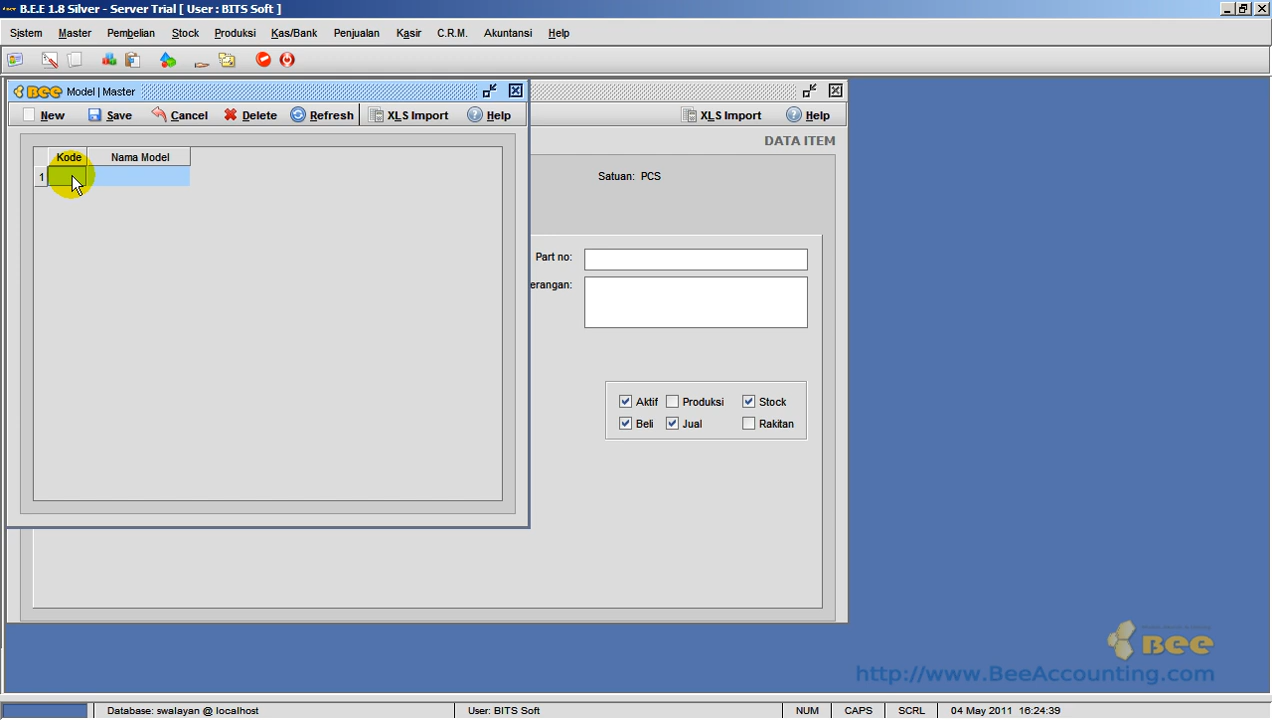 B.E.E 1.8 Silver - Server Trial [ User : BITS Soft ]
Sistem Master Pembelian Stock Produksi Kas/Bank Penjualan Kasir C.R.M. Akuntansi Help
BEE Model | Master
New Save Cancel Delete Refresh XLS Import Help
XLS Import Help
DATA ITEM
Kode Nama Model
1
Satuan: PCS
Part no:
erangan:
Aktif Produksi Stock
Beli Jual Rakitan
BEE
http://www.BeeAccounting.com
Database: swalayan @ localhost User: BITS Soft NUM CAPS SCRL 04 May 2011 16:24:39